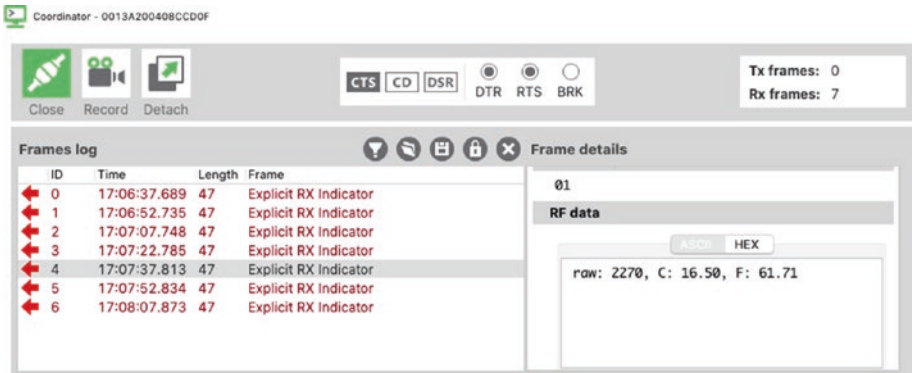 Coordinator - 0013A200408CCD0F
Close Record Detach
CTS CD DSR DTR RTS BRK
Tx frames: 0
Rx frames: 7
Frames log
ID Time Length Frame
0 17:06:37.689 47 Explicit RX Indicator
1 17:06:52.735 47 Explicit RX Indicator
2 17:07:07.748 47 Explicit RX Indicator
3 17:07:22.785 47 Explicit RX Indicator
4 17:07:37.813 47 Explicit RX Indicator
5 17:07:52.834 47 Explicit RX Indicator
6 17:08:07.873 47 Explicit RX Indicator
Frame details
01
RF data
ASCII HEX
raw: 2270, C: 16.50, F: 61.71